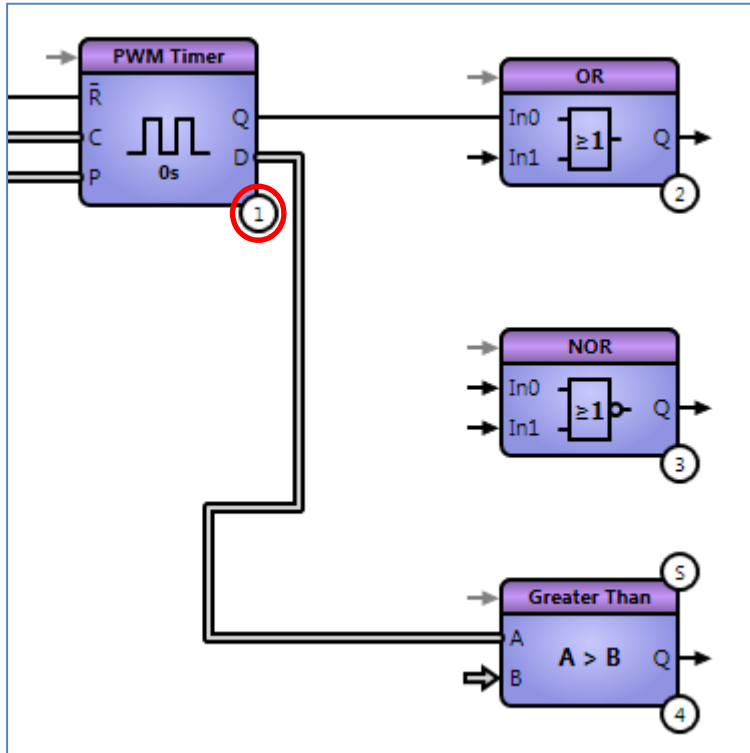 PWM Timer
R̄
C
P
Q
D
0s
1
OR
In0
In1
≥1
Q
2
NOR
In0
In1
≥1
Q
3
S
Greater Than
A
B
A > B
Q
4